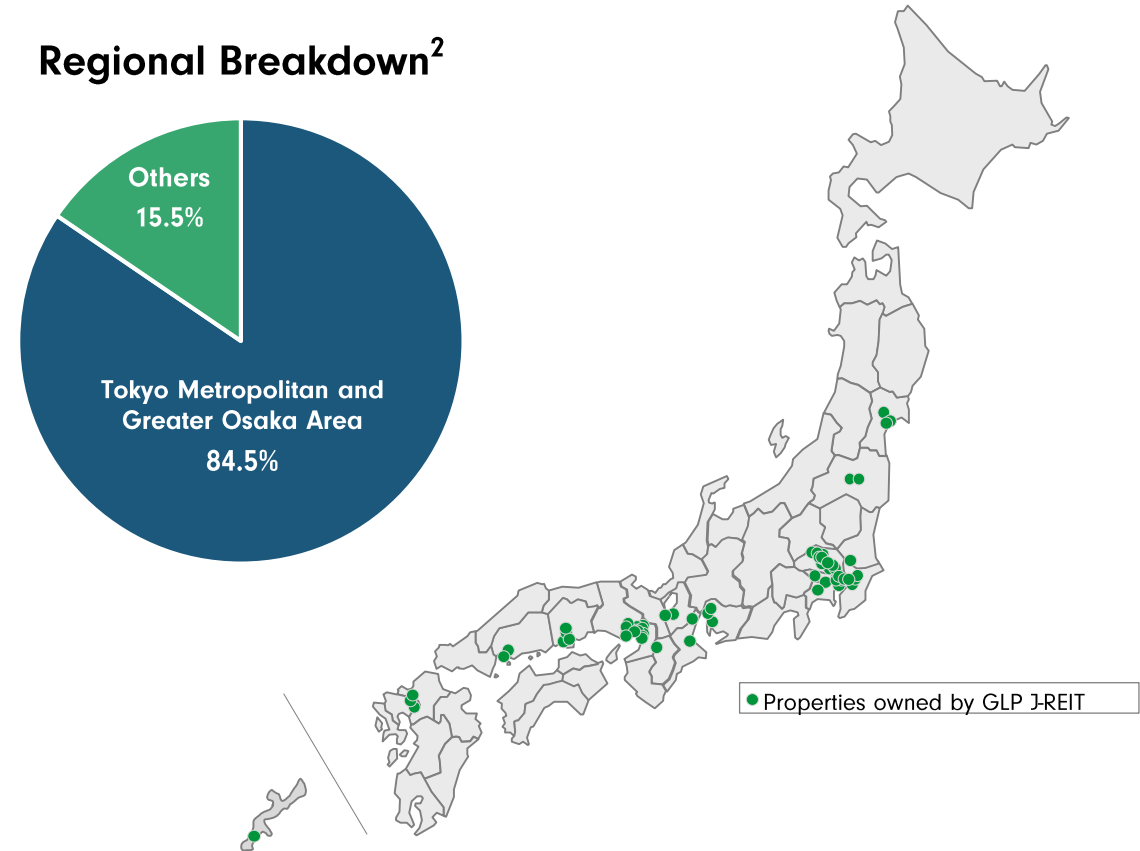 Regional Breakdown2
Others
15.5%
Tokyo Metropolitan and
Greater Osaka Area
84.5%
Properties owned by GLP J-REIT